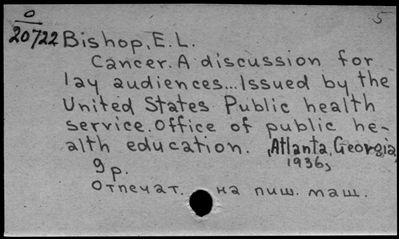 0
5
20722 Bishop, E. L.
Cancer. A discussion for
lay audiences... Issued by the
United States Public health
service. Office of public he-
alth education. Atlanta, Georgia,
1936,
9 p.
Отпечат. на пиш. маш.